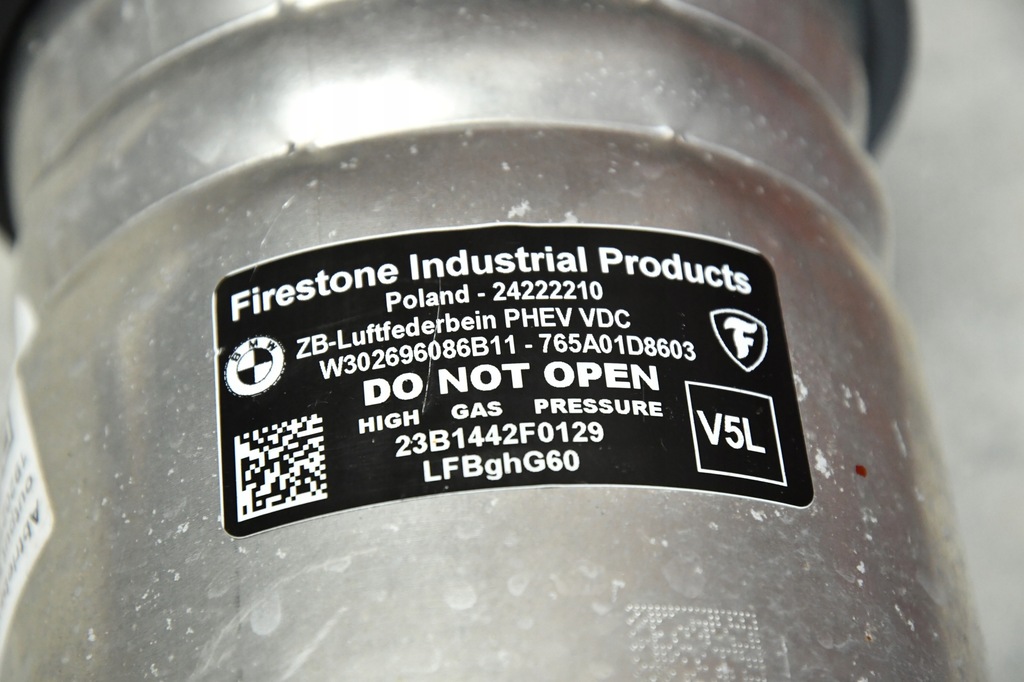 Firestone Industrial Products
Poland - 24222210
ZB-Luftfederbein PHEV VDC
W302696086B11 - 765A01D8603
DO NOT OPEN
HIGH GAS PRESSURE
23B1442F0129
LFBghG60
BMW
F
V5L